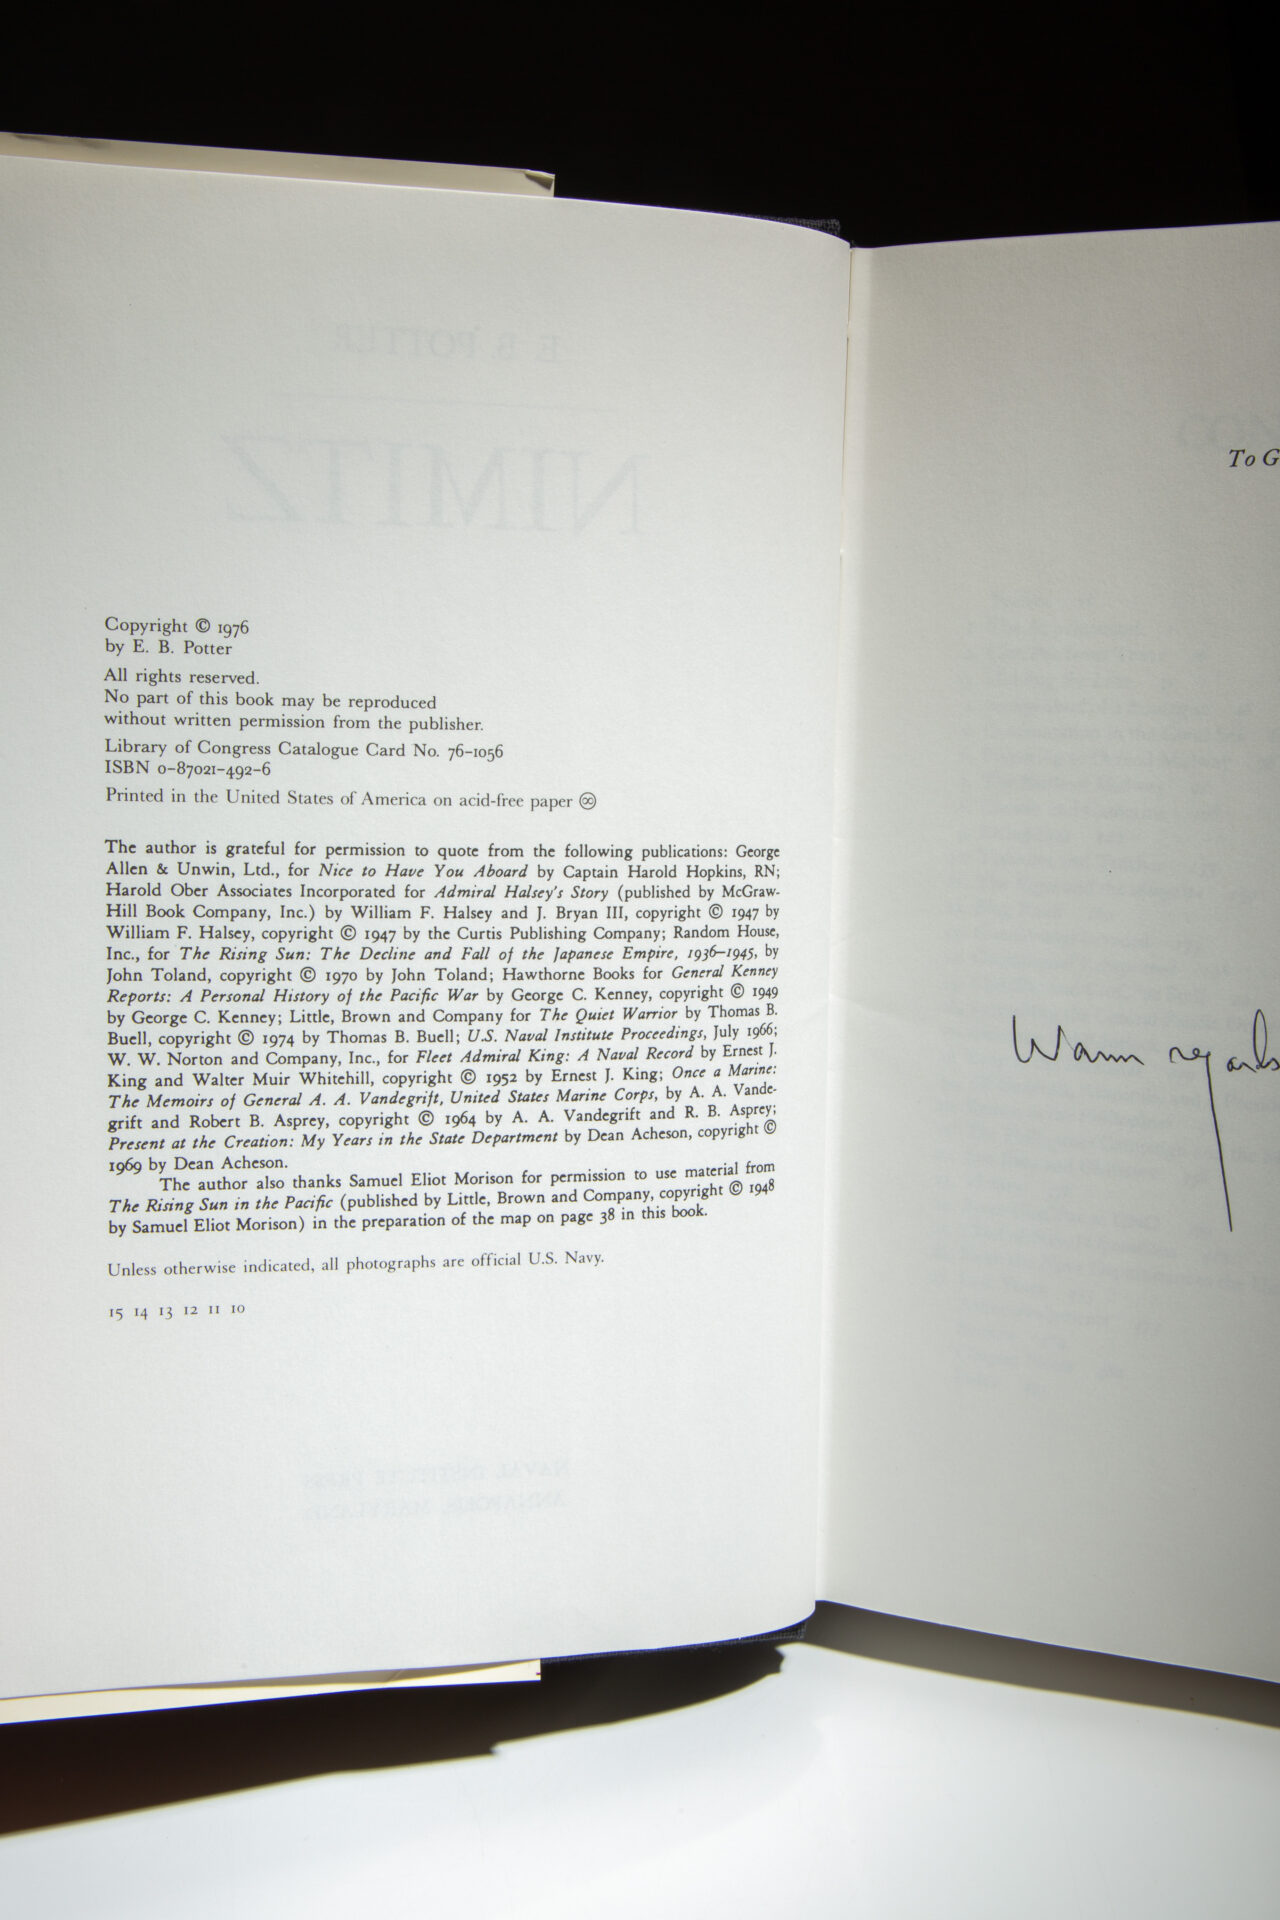 E. B. POTTER
NIMITZ
Copyright © 1976
by E. B. Potter
All rights reserved.
No part of this book may be reproduced
without written permission from the publisher.
Library of Congress Catalogue Card No. 76-1056
ISBN 0-87021-492-6
Printed in the United States of America on acid-free paper ♾
The author is grateful for permission to quote from the following publications: George
Allen & Unwin, Ltd., for Nice to Have You Aboard by Captain Harold Hopkins, RN;
Harold Ober Associates Incorporated for Admiral Halsey's Story (published by McGraw-
Hill Book Company, Inc.) by William F. Halsey and J. Bryan III, copyright © 1947 by
William F. Halsey, copyright © 1947 by the Curtis Publishing Company; Random House,
Inc., for The Rising Sun: The Decline and Fall of the Japanese Empire, 1936–1945, by
John Toland, copyright © 1970 by John Toland; Hawthorne Books for General Kenney
Reports: A Personal History of the Pacific War by George C. Kenney, copyright © 1949
by George C. Kenney; Little, Brown and Company for The Quiet Warrior by Thomas B.
Buell, copyright © 1974 by Thomas B. Buell; U.S. Naval Institute Proceedings, July 1966;
W. W. Norton and Company, Inc., for Fleet Admiral King: A Naval Record by Ernest J.
King and Walter Muir Whitehill, copyright © 1952 by Ernest J. King; Once a Marine:
The Memoirs of General A. A. Vandegrift, United States Marine Corps, by A. A. Vande-
grift and Robert B. Asprey, copyright © 1964 by A. A. Vandegrift and R. B. Asprey;
Present at the Creation: My Years in the State Department by Dean Acheson, copyright ©
1969 by Dean Acheson.
The author also thanks Samuel Eliot Morison for permission to use material from
The Rising Sun in the Pacific (published by Little, Brown and Company, copyright © 1948
by Samuel Eliot Morison) in the preparation of the map on page 38 in this book.
Unless otherwise indicated, all photographs are official U.S. Navy.
15 14 13 12 11 10
NAVAL INSTITUTE PRESS
ANNAPOLIS, MARYLAND
To G
Warm regards